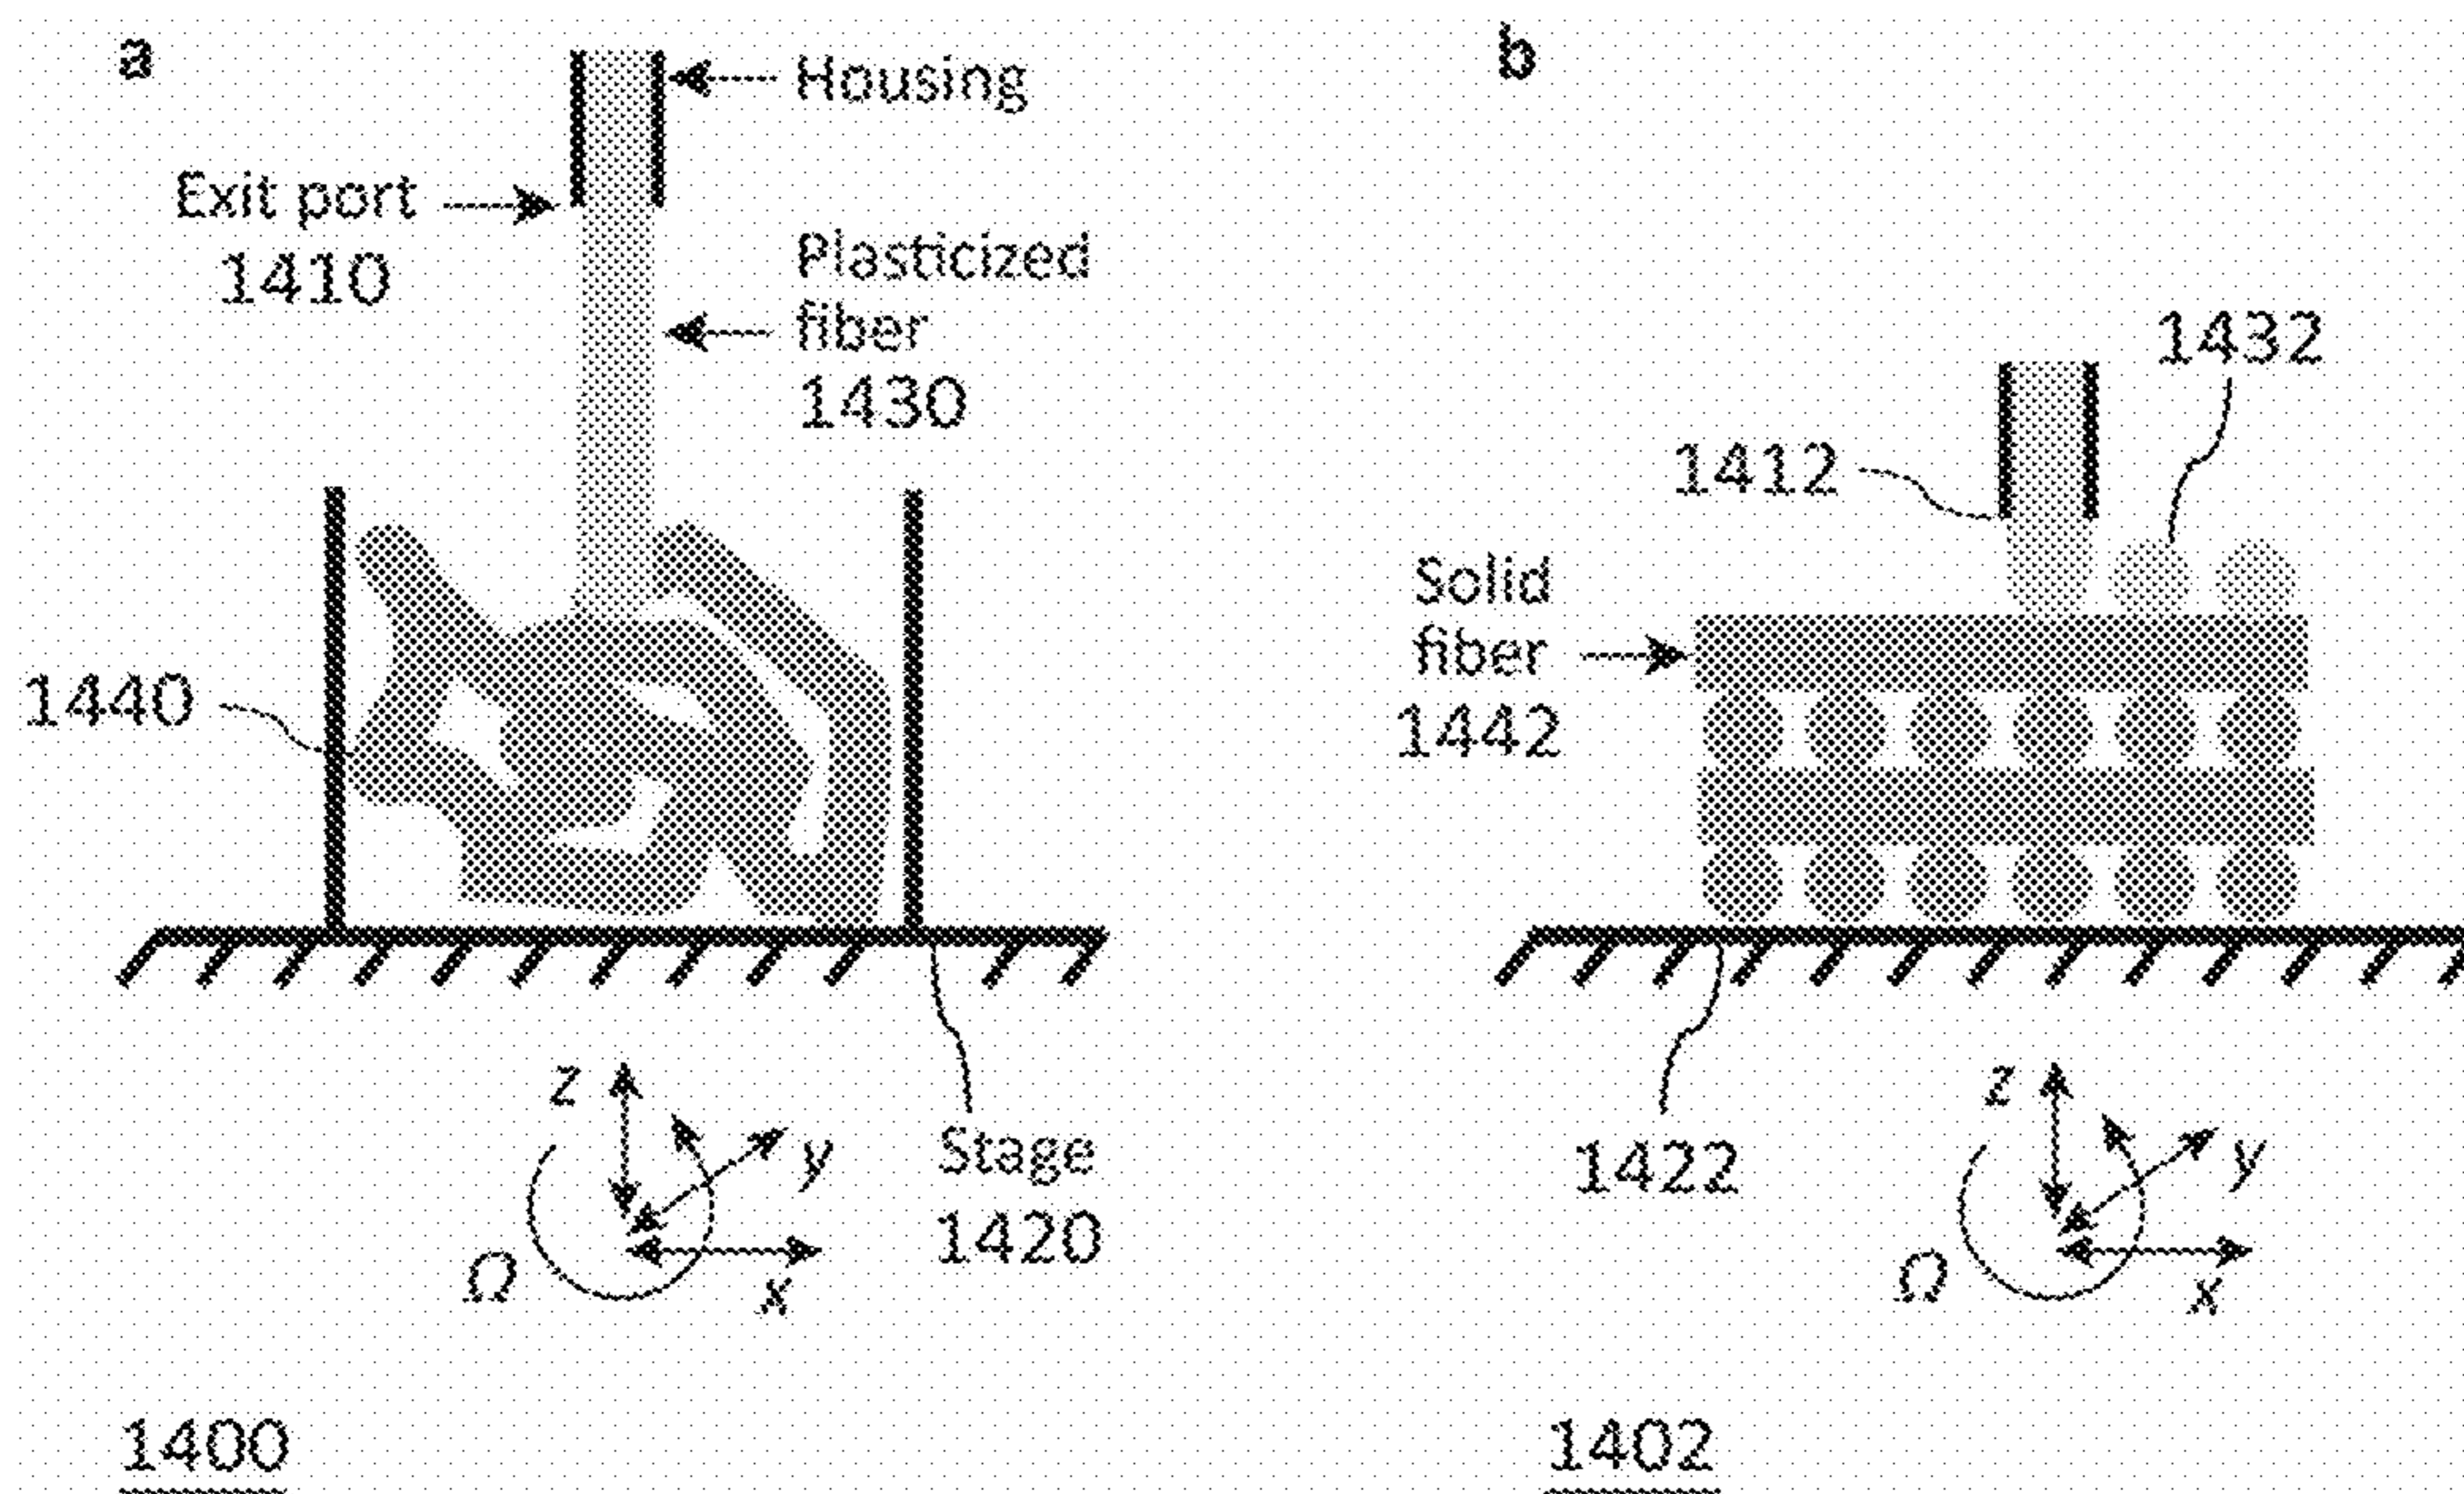 a
Housing
Exit port
1410
Plasticized
fiber
1430
1440
z
y
x
Ω
Stage
1420
1400
b
1432
1412
Solid
fiber
1442
1422
z
y
x
Ω
1402